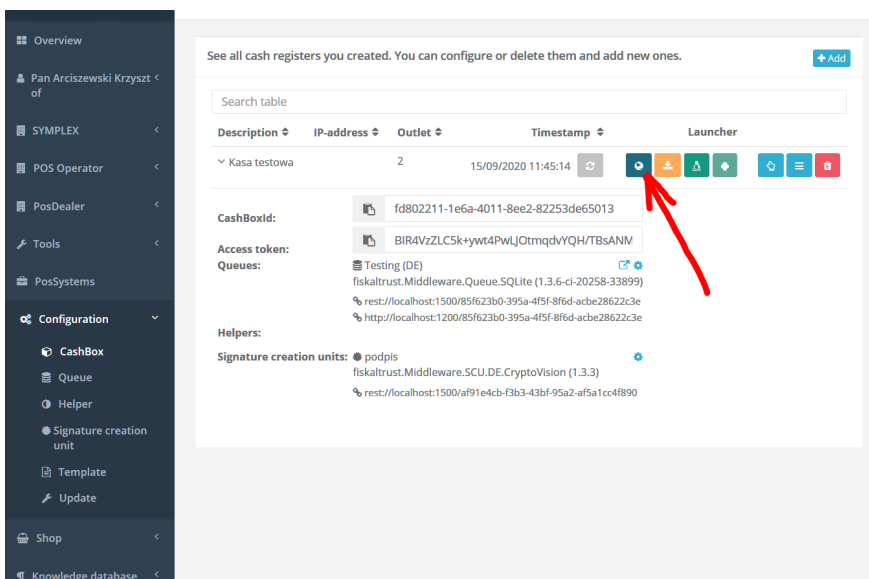 Overview
Pan Arciszewski Krzyszt
of
SYMPLEX
POS Operator
PosDealer
Tools
PosSystems
Configuration
CashBox
Queue
Helper
Signature creation
unit
Template
Update
Shop
Knowledge database
See all cash registers you created. You can configure or delete them and add new ones.
Add
Search table
Description IP-address Outlet Timestamp Launcher
Kasa testowa 2 15/09/2020 11:45:14
CashBoxId: fd802211-1e6a-4011-8ee2-82253de65013
Access token: BIR4VzZLC5k+ywt4PwLJOtmqdvYQH/TBsANM
Queues: Testing (DE)
fiskaltrust.Middleware.Queue.SQLite (1.3.6-ci-20258-33899)
rest://localhost:1500/85f623b0-395a-4f5f-8f6d-acbe28622c3e
http://localhost:1200/85f623b0-395a-4f5f-8f6d-acbe28622c3e
Helpers:
Signature creation units: podpis
fiskaltrust.Middleware.SCU.DE.CryptoVision (1.3.3)
rest://localhost:1500/af91e4cb-f3b3-43bf-95a2-af5a1cc4f890